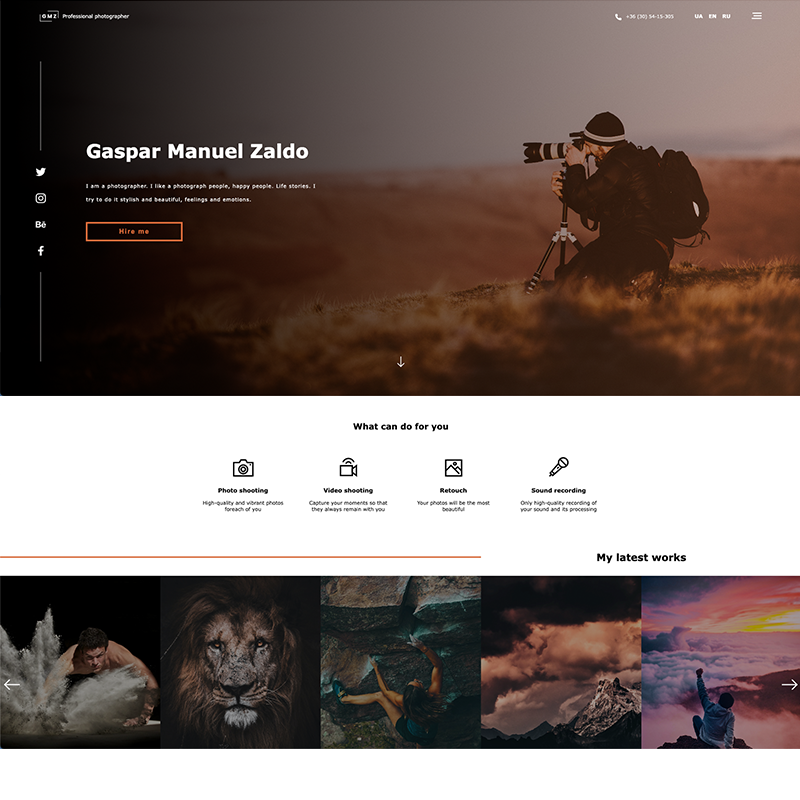 GMZ Professional photographer
+36 (30) 54-15-305
UA EN RU
Gaspar Manuel Zaldo
I am a photographer. I like a photograph people, happy people. Life stories. I
try to do it stylish and beautiful, feelings and emotions.
Bē
Hire me
What can do for you
Photo shooting
High-quality and vibrant photos
foreach of you
Video shooting
Capture your moments so that
they always remain with you
Retouch
Your photos will be the most
beautiful
Sound recording
Only high-quality recording of
your sound and its processing
My latest works